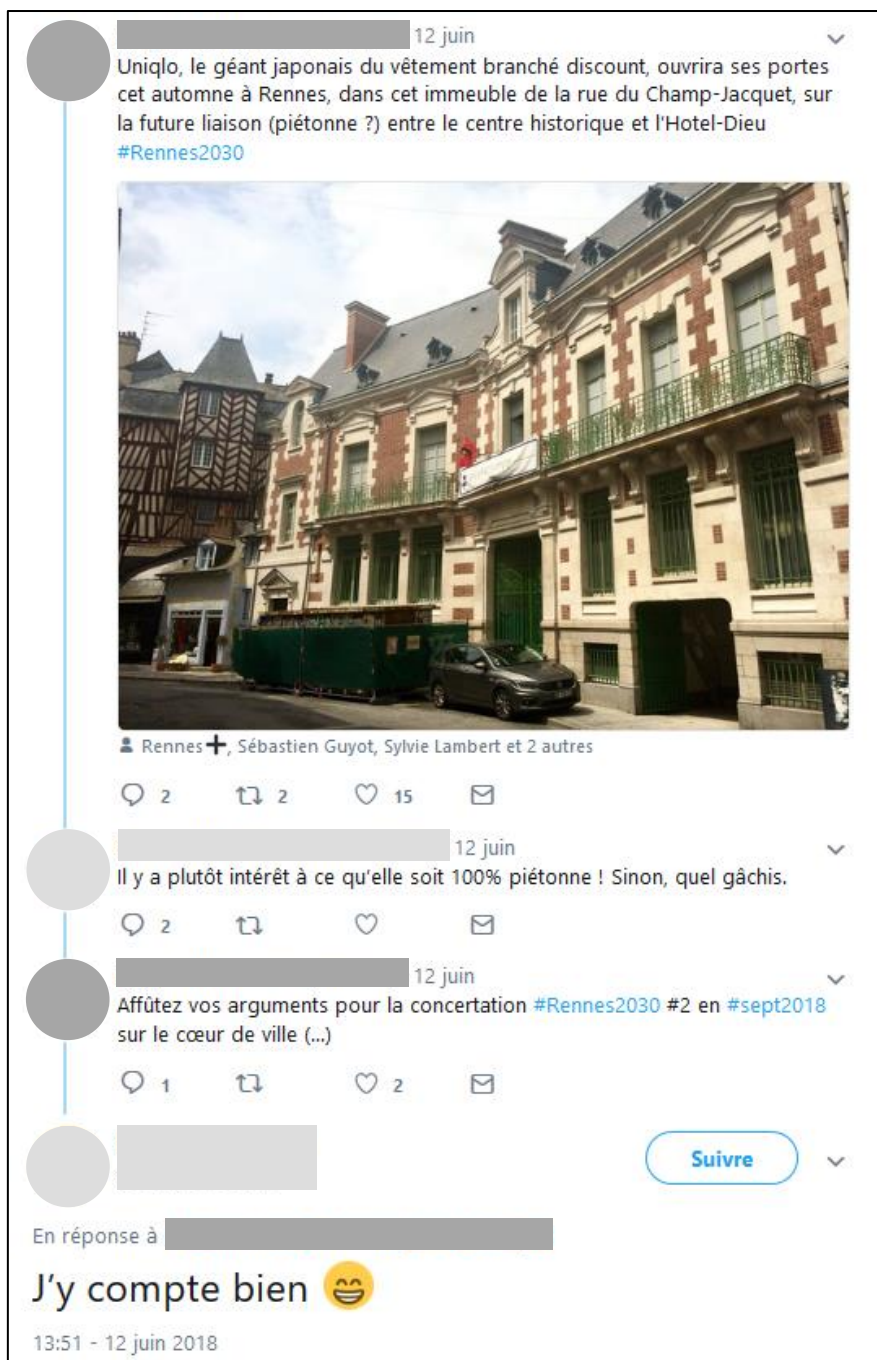 12 juin
Uniqlo, le géant japonais du vêtement branché discount, ouvrira ses portes
cet automne à Rennes, dans cet immeuble de la rue du Champ-Jacquet, sur
la future liaison (piétonne ?) entre le centre historique et l'Hotel-Dieu
#Rennes2030
Rennes➕, Sébastien Guyot, Sylvie Lambert et 2 autres
2 2 15
12 juin
Il y a plutôt intérêt à ce qu'elle soit 100% piétonne ! Sinon, quel gâchis.
2
12 juin
Affûtez vos arguments pour la concertation #Rennes2030 #2 en #sept2018
sur le cœur de ville (...)
1 2
Suivre
En réponse à
J'y compte bien 😄
13:51 - 12 juin 2018